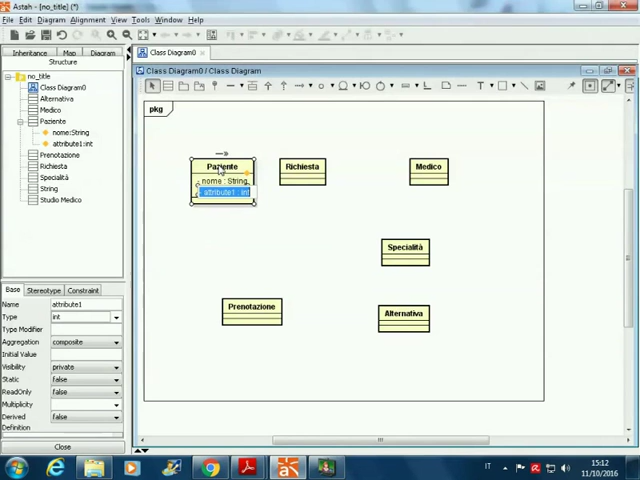 Astah - [no_title (*)
File Edit Diagram Alignment View Tools Window Help
Inheritance Map Diagram
Structure
no_title
Class Diagram0
Alternativa
Medico
Paziente
nome:String
attribute1:int
Prenotazione
Richiesta
Specialità
String
Studio Medico
Base Stereotype Constraint
Name attribute1
Type int
Type Modifier
Aggregation composite
Initial Value
Visibility private
Static false
ReadOnly false
Multiplicity
Derived false
Definition
Close
Class Diagram0
Class Diagram0 / Class Diagram
pkg
Paziente
- nome : String
- attribute1 : int
Richiesta
Medico
Specialità
Prenotazione
Alternativa
IT
15:12
11/10/2016